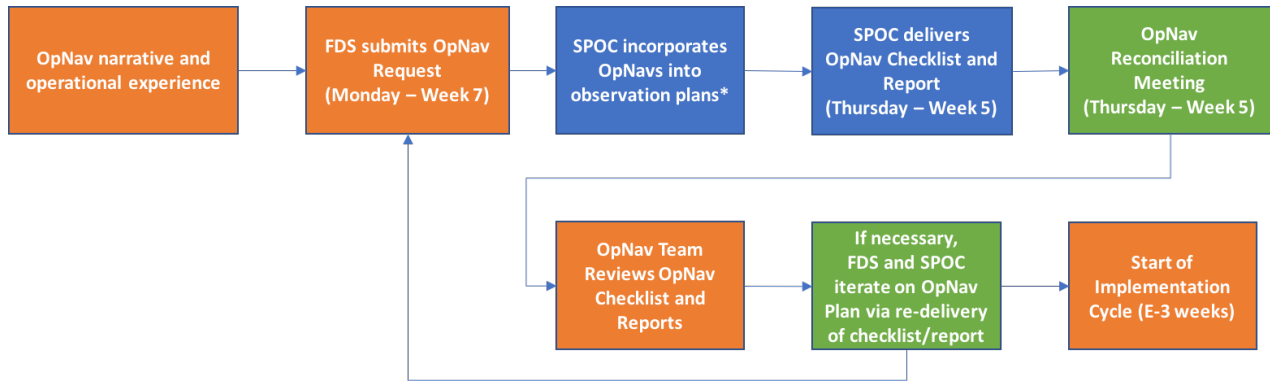 OpNav narrative and
operational experience
FDS submits OpNav
Request
(Monday – Week 7)
SPOC incorporates
OpNavs into
observation plans*
SPOC delivers
OpNav Checklist and
Report
(Thursday – Week 5)
OpNav
Reconciliation
Meeting
(Thursday – Week 5)
OpNav Team
Reviews OpNav
Checklist and
Reports
If necessary,
FDS and SPOC
iterate on OpNav
Plan via re-delivery
of checklist/report
Start of
Implementation
Cycle (E-3 weeks)